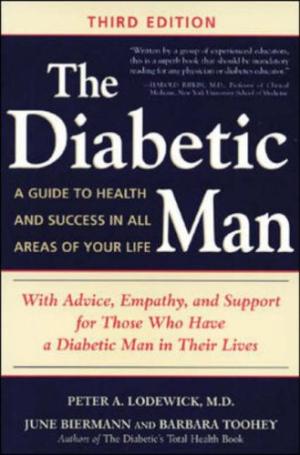 THIRD EDITION
"Written by a group of experienced educators,
this is a superb book that should be mandatory
reading for any physician or diabetes educator."
—HAROLD RIFKIN, M.D., Professor of Clinical
Medicine, New York University School of Medicine
The
Diabetic
A GUIDE TO HEALTH
AND SUCCESS IN ALL
AREAS OF YOUR LIFE
Man
With Advice, Empathy, and Support
for Those Who Have
a Diabetic Man in Their Lives
PETER A. LODEWICK, M.D.
JUNE BIERMANN AND BARBARA TOOHEY
Authors of The Diabetic's Total Health Book